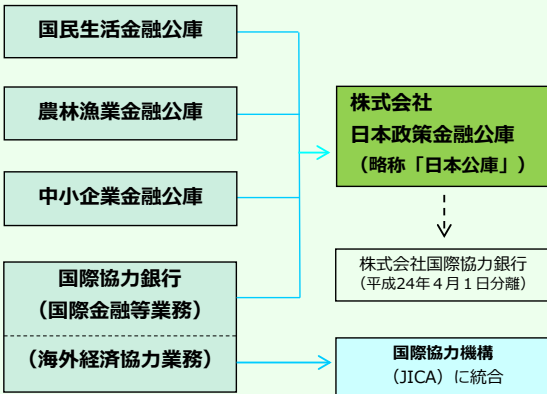 国民生活金融公庫
農林漁業金融公庫
中小企業金融公庫
国際協力銀行
（国際金融等業務）
（海外経済協力業務）
株式会社
日本政策金融公庫
（略称「日本公庫」）
株式会社国際協力銀行
（平成24年４月１日分離）
国際協力機構
（JICA）に統合